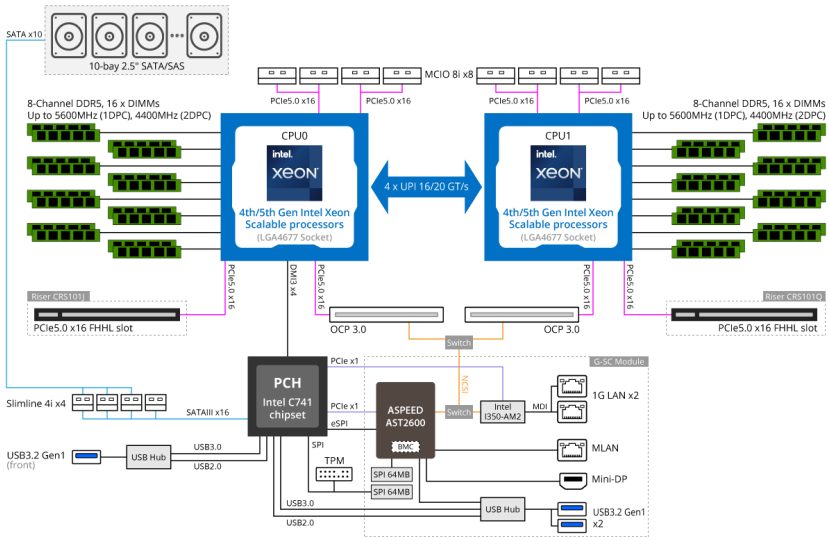 SATA x10
10-bay 2.5" SATA/SAS
MCIO 8i x8
PCIe5.0 x16
PCIe5.0 x16
PCIe5.0 x16
PCIe5.0 x16
8-Channel DDR5, 16 x DIMMs
Up to 5600MHz (1DPC), 4400MHz (2DPC)
8-Channel DDR5, 16 x DIMMs
Up to 5600MHz (1DPC), 4400MHz (2DPC)
CPU0
intel.
XEON
4th/5th Gen Intel Xeon
Scalable processors
(LGA4677 Socket)
4 x UPI 16/20 GT/s
CPU1
intel.
XEON
4th/5th Gen Intel Xeon
Scalable processors
(LGA4677 Socket)
PCIe5.0 x16
DMI3 x4
PCIe5.0 x16
PCIe5.0 x16
PCIe5.0 x16
Riser CRS101J
PCIe5.0 x16 FHHL slot
OCP 3.0
OCP 3.0
Riser CRS101Q
PCIe5.0 x16 FHHL slot
Switch
G-SC Module
PCH
Intel C741
chipset
PCIe x1
NCSI
PCIe x1
eSPI
ASPEED
AST2600
BMC
Switch
Intel
I350-AM2
MDI
1G LAN x2
Slimline 4i x4
SATAIII x16
MLAN
USB3.2 Gen1
(front)
USB Hub
USB3.0
USB2.0
SPI
TPM
SPI 64MB
SPI 64MB
Mini-DP
USB3.0
USB2.0
USB Hub
USB3.2 Gen1
x2